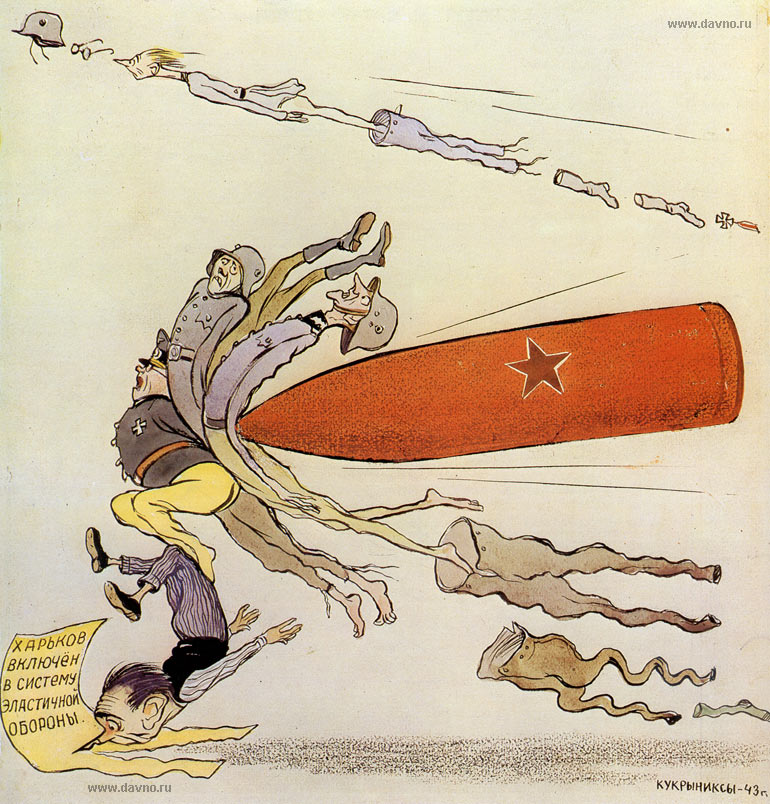 www.davno.ru
ХАРЬКОВ
ВКЛЮЧЁН
В СИСТЕМУ
ЭЛАСТИЧНОЙ
ОБОРОНЫ.
www.davno.ru
КУКРЫНИКСЫ-43г.